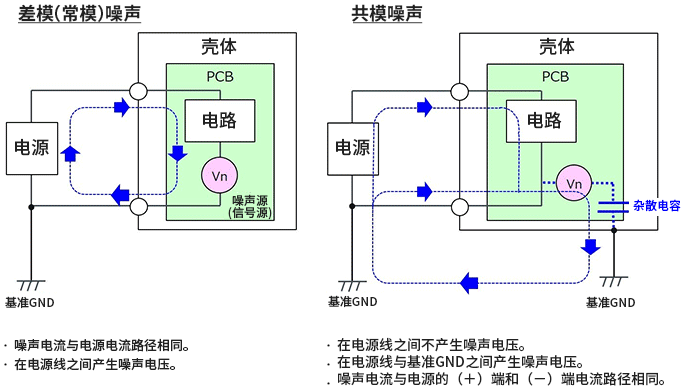 差模(常模)噪声
壳体
PCB
电路
电源
Vn
噪声源
(信号源)
基准GND
· 噪声电流与电源电流路径相同。
· 在电源线之间产生噪声电压。
共模噪声
壳体
PCB
电路
电源
Vn
杂散电容
基准GND
基准GND
· 在电源线之间不产生噪声电压。
· 在电源线与基准GND之间产生噪声电压。
· 噪声电流与电源的（＋）端和（－）端电流路径相同。